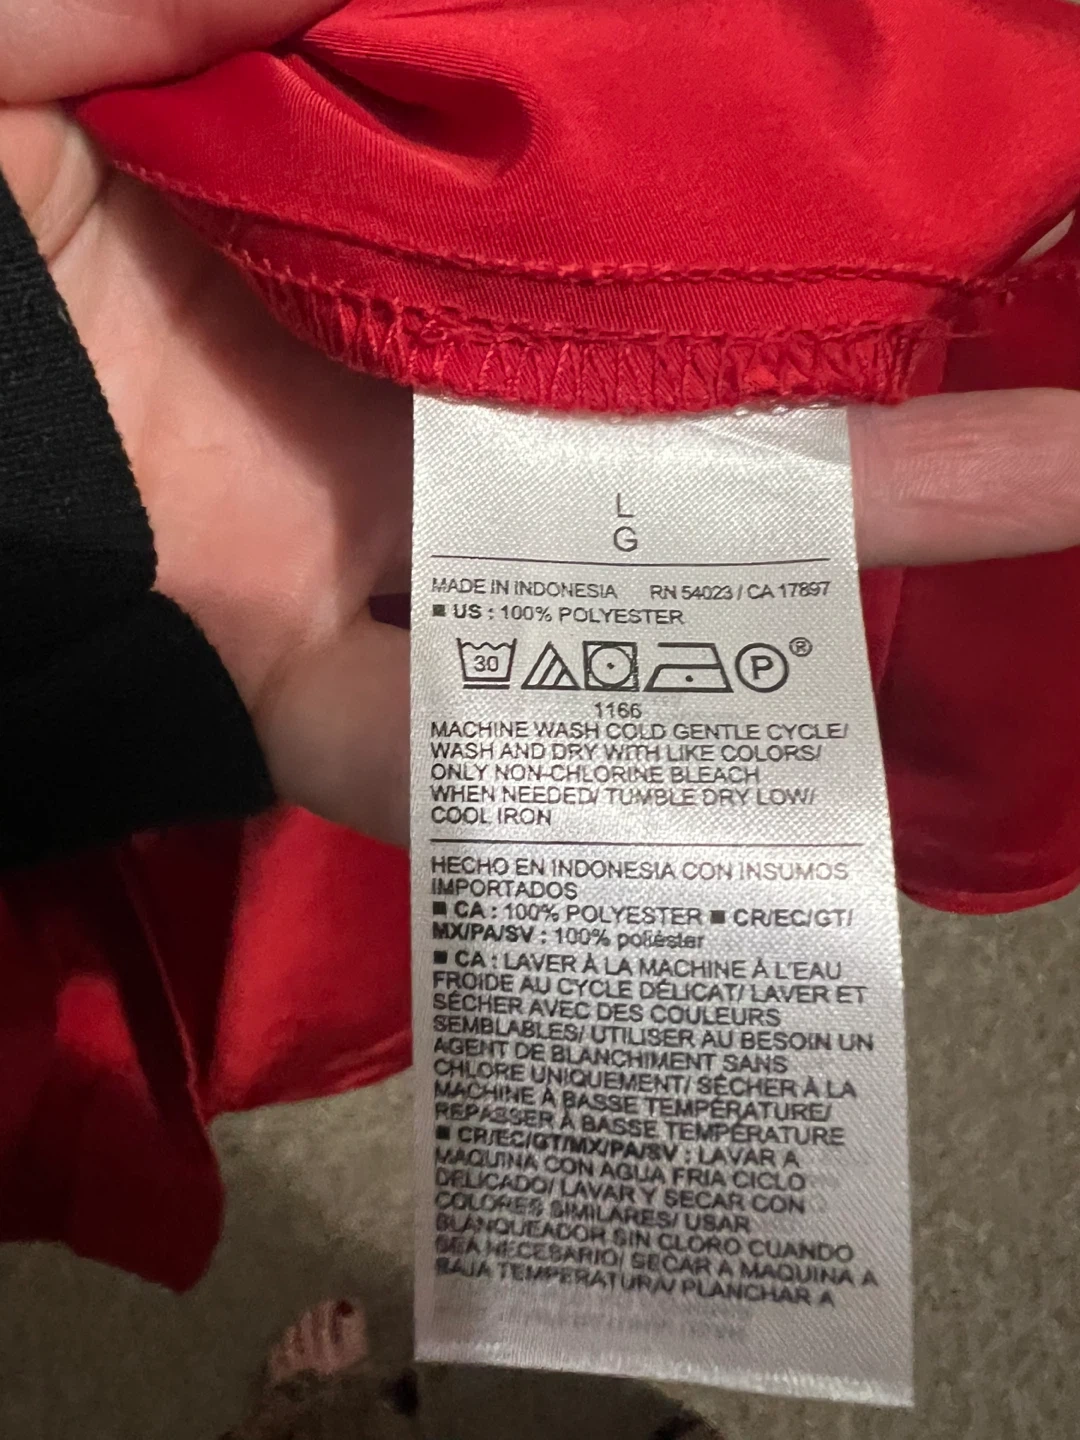 L
G
MADE IN INDONESIA RN 54023 / CA 17897
■ US : 100% POLYESTER
30 P ®
1166
MACHINE WASH COLD GENTLE CYCLE/
WASH AND DRY WITH LIKE COLORS/
ONLY NON-CHLORINE BLEACH
WHEN NEEDED/ TUMBLE DRY LOW/
COOL IRON
HECHO EN INDONESIA CON INSUMOS
IMPORTADOS
■ CA : 100% POLYESTER ■ CR/EC/GT/
MX/PA/SV : 100% poliéster
■ CA : LAVER À LA MACHINE À L'EAU
FROIDE AU CYCLE DÉLICAT/ LAVER ET
SÉCHER AVEC DES COULEURS
SEMBLABLES/ UTILISER AU BESOIN UN
AGENT DE BLANCHIMENT SANS
CHLORE UNIQUEMENT/ SÉCHER À LA
MACHINE À BASSE TEMPÉRATURE/
REPASSER À BASSE TEMPÉRATURE
■ CR/EC/GT/MX/PA/SV : LAVAR A
MAQUINA CON AGUA FRIA CICLO
DELICADO/ LAVAR Y SECAR CON
COLORES SIMILARES/ USAR
BLANQUEADOR SIN CLORO CUANDO
SEA NECESARIO/ SECAR A MAQUINA A
BAJA TEMPERATURA/ PLANCHAR A